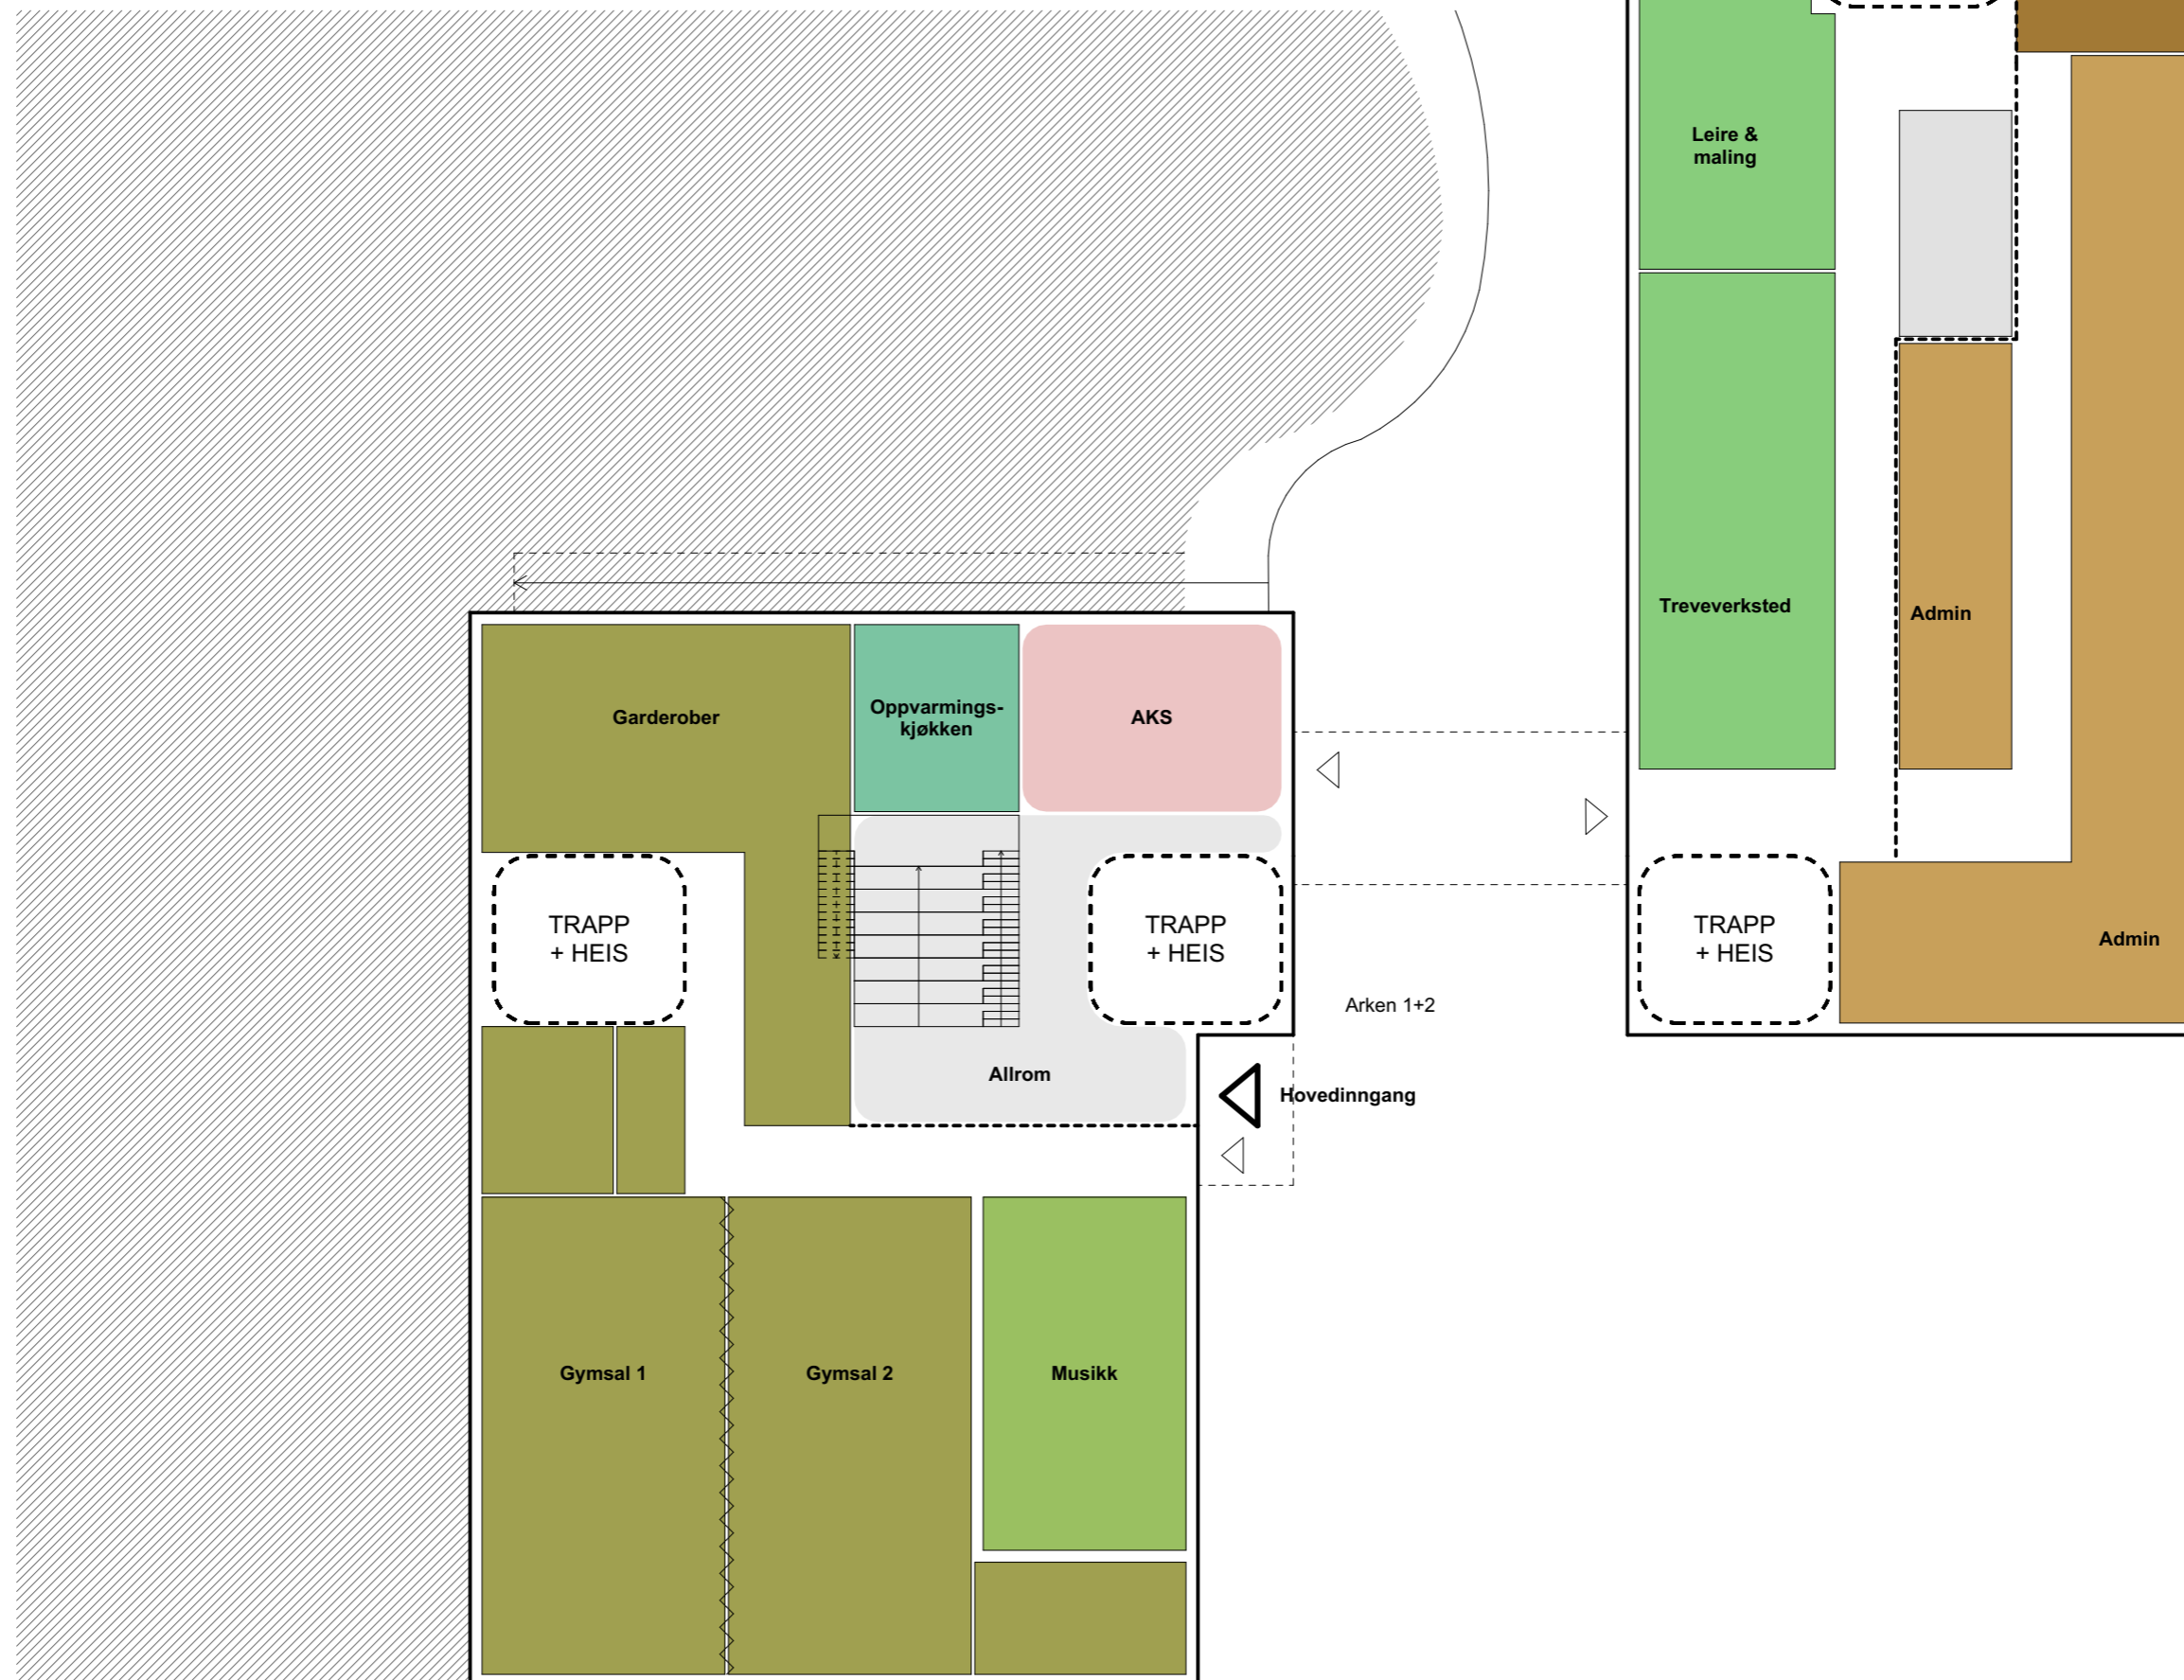 Leire &
maling
Treveverksted
Admin
Garderober
Oppvarmings-
kjøkken
AKS
TRAPP
+ HEIS
TRAPP
+ HEIS
TRAPP
+ HEIS
Admin
Arken 1+2
Allrom
Hovedinngang
Gymsal 1
Gymsal 2
Musikk